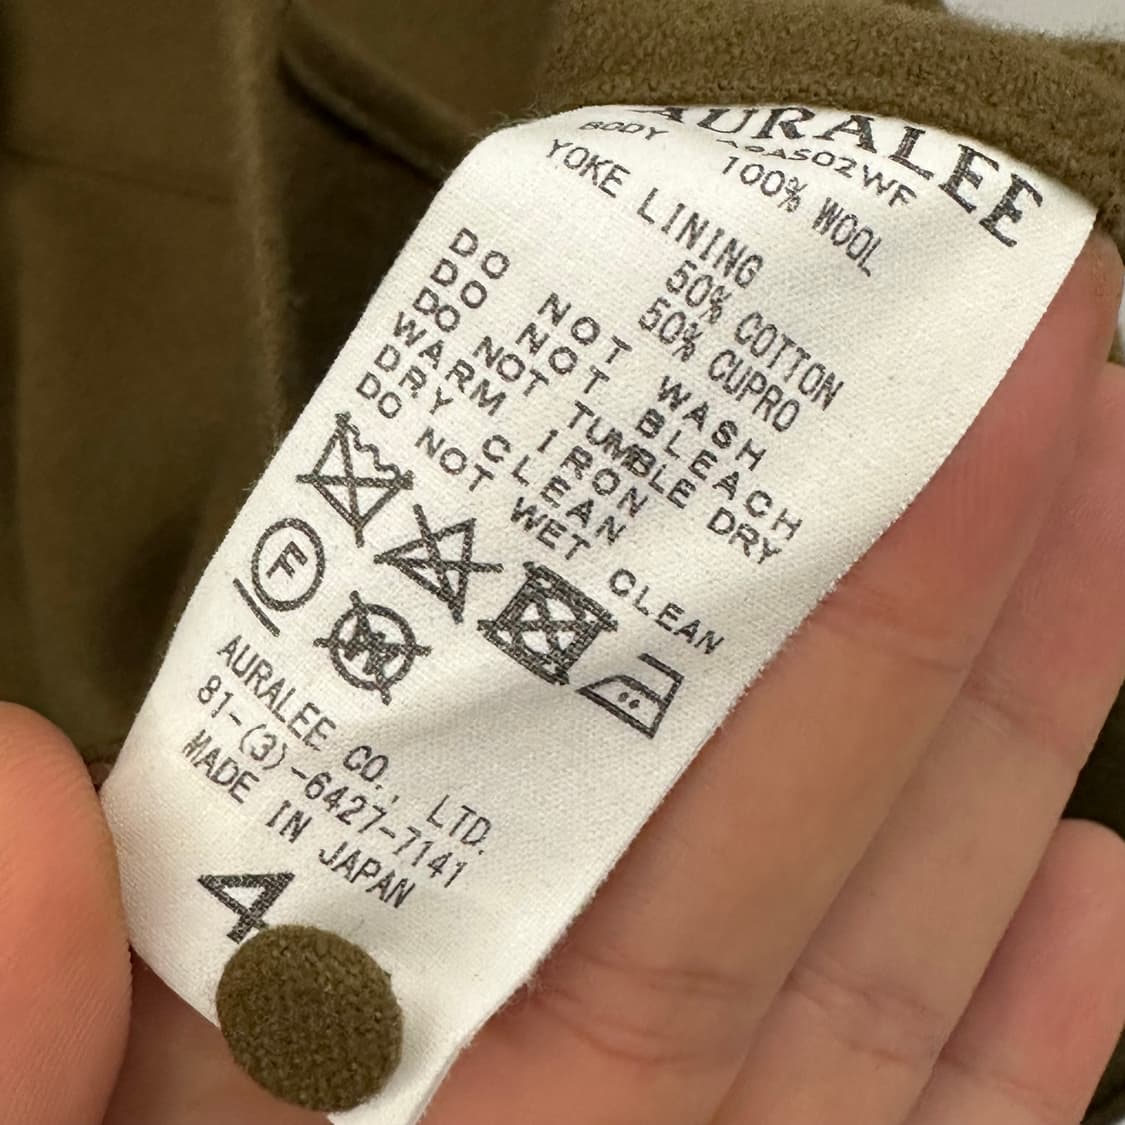 AURALEE
A2AS02WF
BODY 100% WOOL
YOKE LINING
50% COTTON
50% CUPRO
DO NOT WASH
DO NOT BLEACH
DO NOT TUMBLE DRY
WARM IRON
DRY CLEAN
DO NOT WET CLEAN
F
W
AURALEE CO., LTD.
81-(3)-6427-7141
MADE IN JAPAN
4